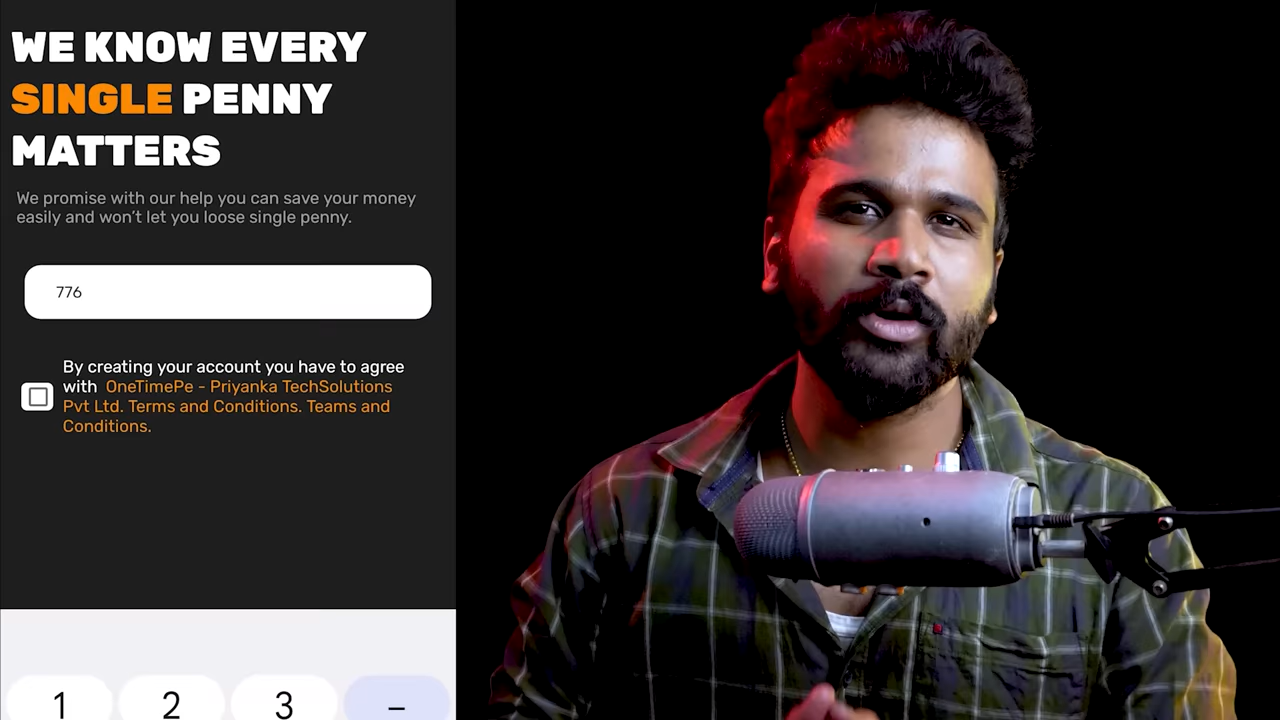 WE KNOW EVERY
SINGLE PENNY
MATTERS
We promise with our help you can save your money
easily and won’t let you loose single penny.
776
By creating your account you have to agree
with OneTimePe - Priyanka TechSolutions
Pvt Ltd. Terms and Conditions. Teams and
Conditions.
1 2 3 –